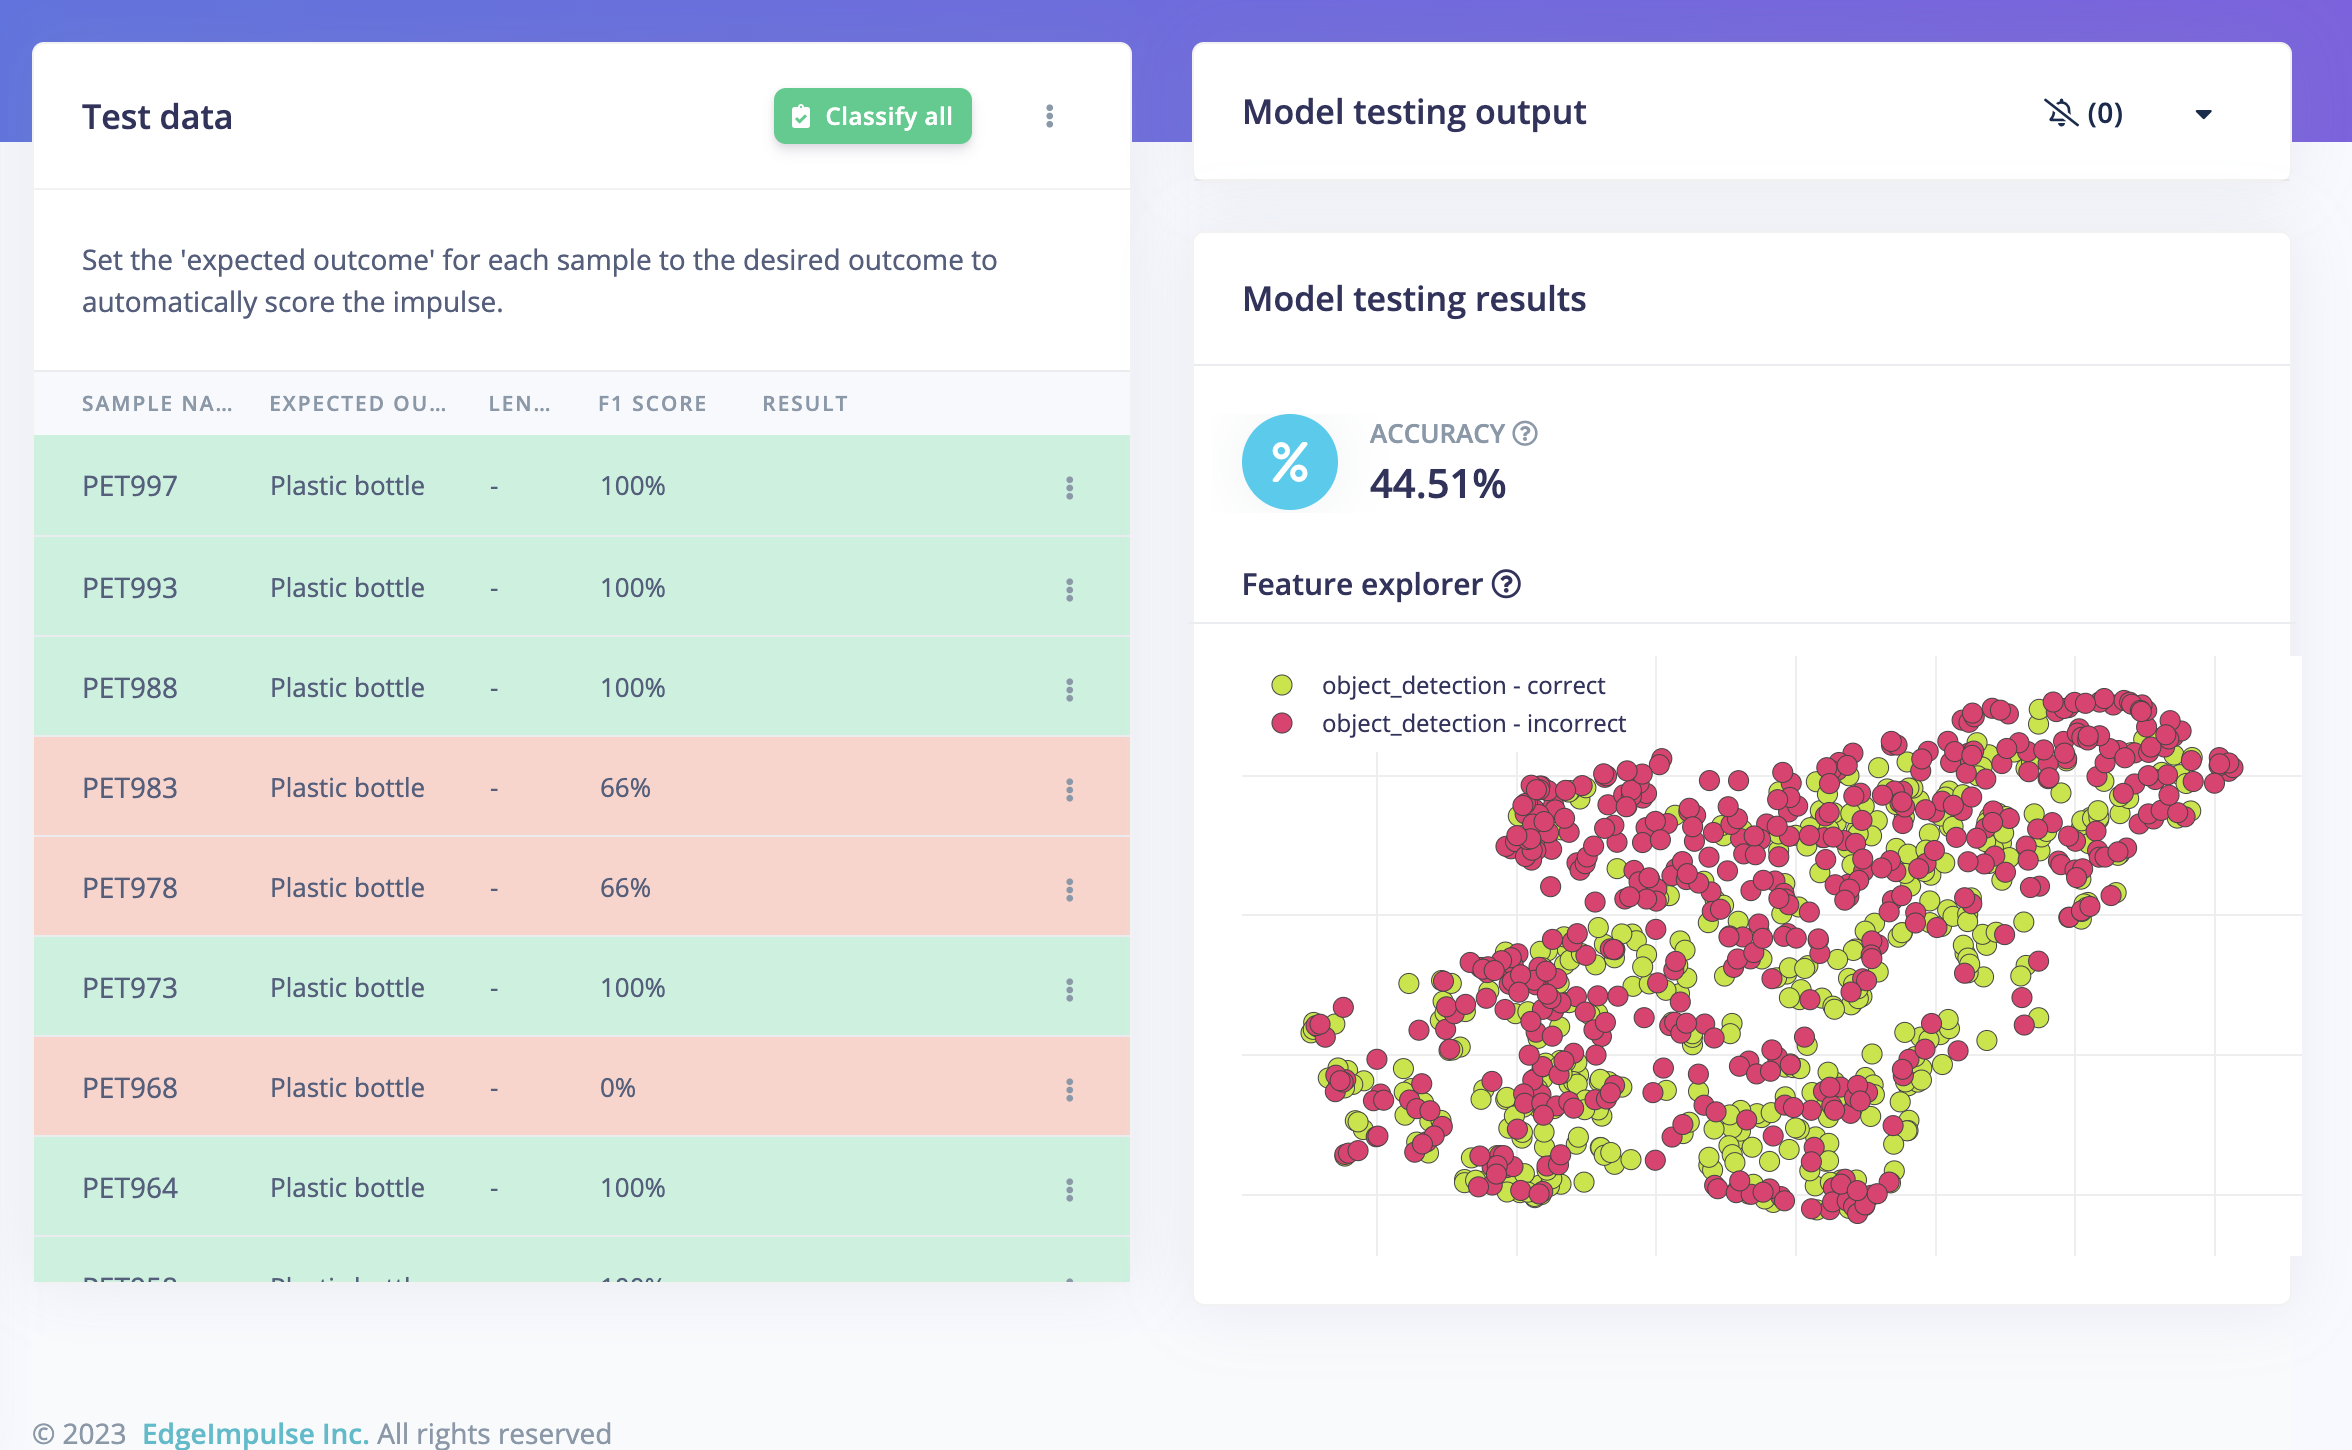 Test data
Classify all
Set the 'expected outcome' for each sample to the desired outcome to
automatically score the impulse.
SAMPLE NA... EXPECTED OU... LEN... F1 SCORE RESULT
PET997 Plastic bottle - 100%
PET993 Plastic bottle - 100%
PET988 Plastic bottle - 100%
PET983 Plastic bottle - 66%
PET978 Plastic bottle - 66%
PET973 Plastic bottle - 100%
PET968 Plastic bottle - 0%
PET964 Plastic bottle - 100%
Plastic bottle 100%
Model testing output
(0)
Model testing results
%
ACCURACY ?
44.51%
Feature explorer ?
object_detection - correct
object_detection - incorrect
© 2023 EdgeImpulse Inc. All rights reserved